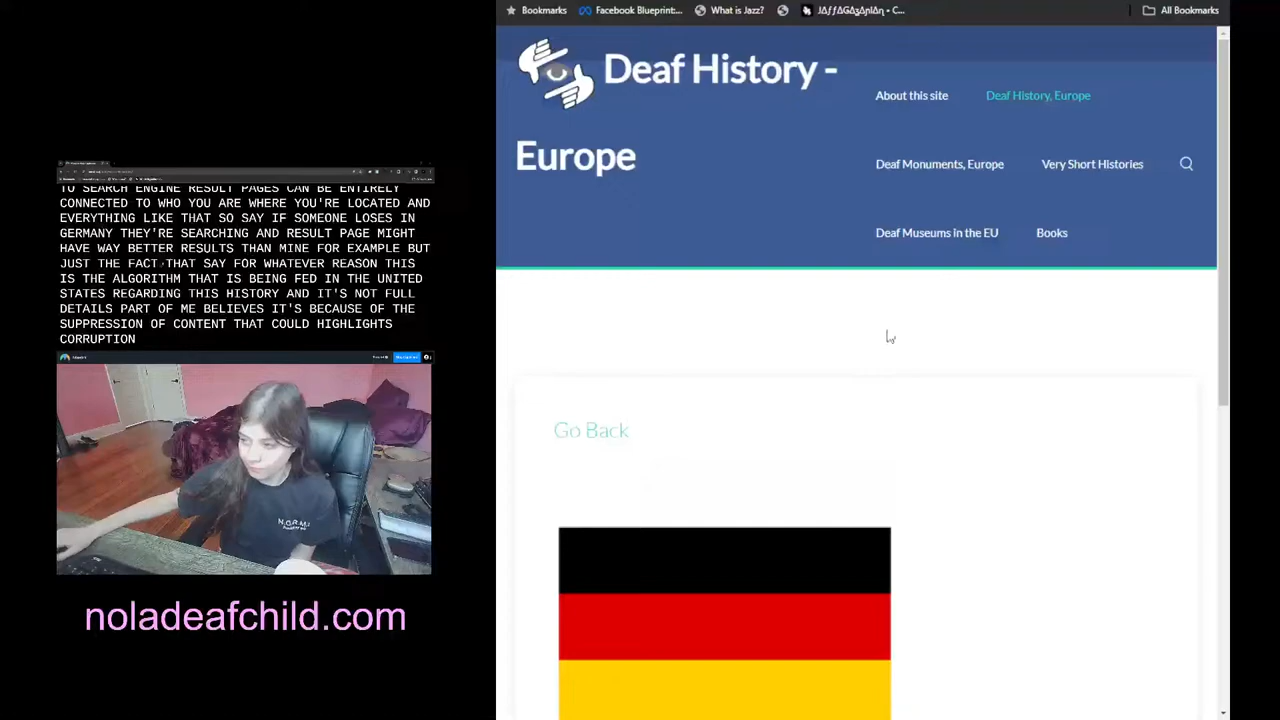 Bookmarks Facebook Blueprint:... What is Jazz? All Bookmarks
Deaf History -
Europe
About this site Deaf History, Europe
Deaf Monuments, Europe Very Short Histories
Deaf Museums in the EU Books
Go Back
TO SEARCH ENGINE RESULT PAGES CAN BE ENTIRELY
CONNECTED TO WHO YOU ARE WHERE YOU'RE LOCATED AND
EVERYTHING LIKE THAT SO SAY IF SOMEONE LOSES IN
GERMANY THEY'RE SEARCHING AND RESULT PAGE MIGHT
HAVE WAY BETTER RESULTS THAN MINE FOR EXAMPLE BUT
JUST THE FACT THAT SAY FOR WHATEVER REASON THIS
IS THE ALGORITHM THAT IS BEING FED IN THE UNITED
STATES REGARDING THIS HISTORY AND IT'S NOT FULL
DETAILS PART OF ME BELIEVES IT'S BECAUSE OF THE
SUPPRESSION OF CONTENT THAT COULD HIGHLIGHTS
CORRUPTION
noladeafchild.com